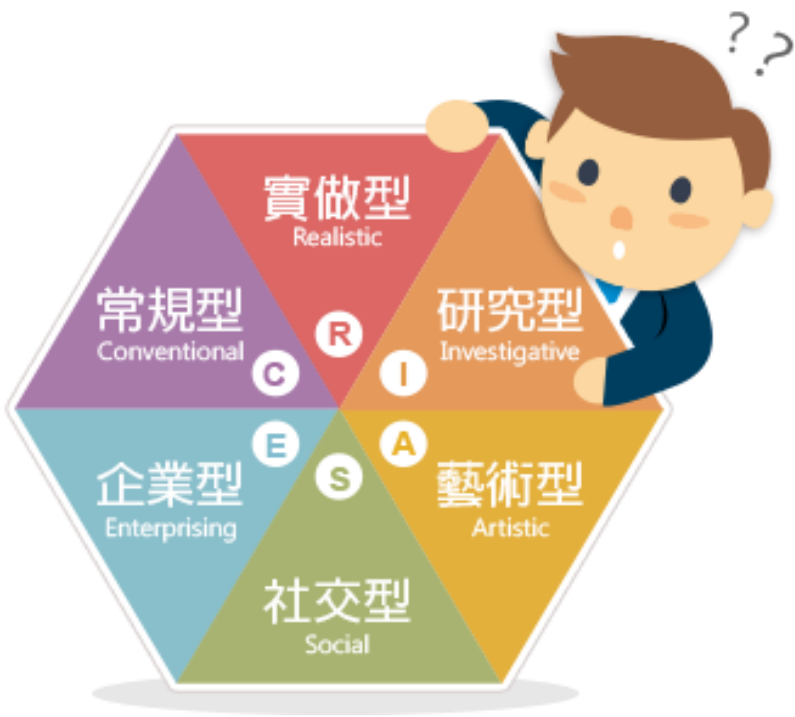 ? ?
實做型
Realistic
R
研究型
Investigative
I
藝術型
Artistic
A
社交型
Social
S
企業型
Enterprising
E
常規型
Conventional
C